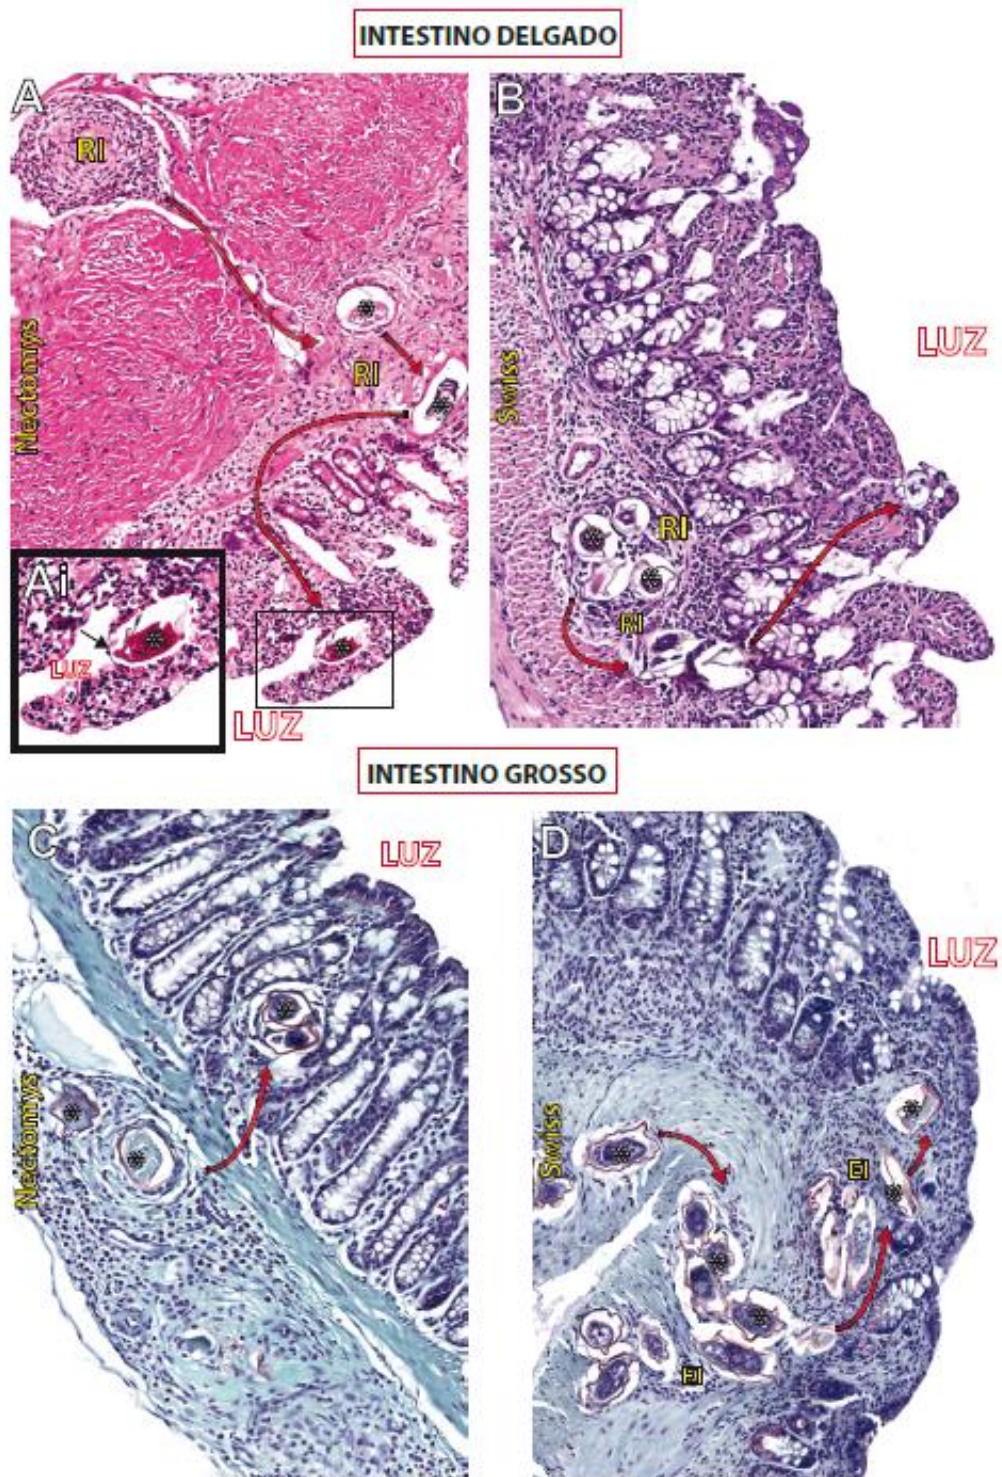 INTESTINO DELGADO
A
RI
Nectomys
RI
Ai
LUZ
LUZ
B
Swiss
LUZ
RI
RI
INTESTINO GROSSO
C
LUZ
Nectomys
D
LUZ
Swiss
EI
EI